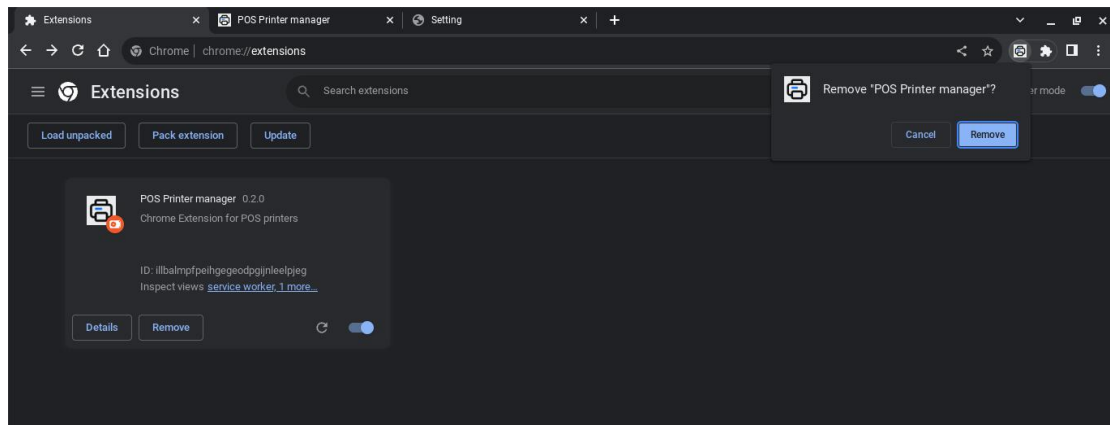 Extensions
POS Printer manager
Setting
Chrome | chrome://extensions
Extensions
Search extensions
er mode
Remove "POS Printer manager"?
Cancel
Remove
Load unpacked
Pack extension
Update
POS Printer manager 0.2.0
Chrome Extension for POS printers
ID: illbalmpfpeihgegeodpgijnleelpjeg
Inspect views service worker, 1 more...
Details
Remove